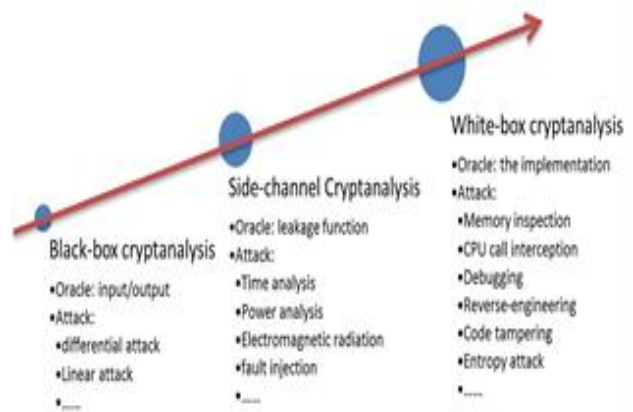 Black-box cryptanalysis
•Oracle: input/output
•Attack:
•differential attack
•Linear attack
•......
Side-channel Cryptanalysis
•Oracle: leakage function
•Attack:
•Time analysis
•Power analysis
•Electromagnetic radiation
•fault injection
•......
White-box cryptanalysis
•Oracle: the implementation
•Attack:
•Memory inspection
•CPU call interception
•Debugging
•Reverse-engineering
•Code tampering
•Entropy attack
•......